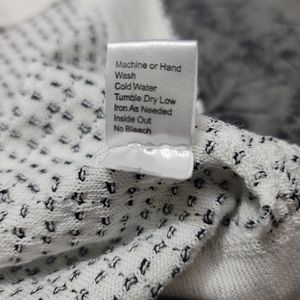 Machine or Hand
Wash
Cold Water
Tumble Dry Low
Iron As Needed
Inside Out
No Bleach